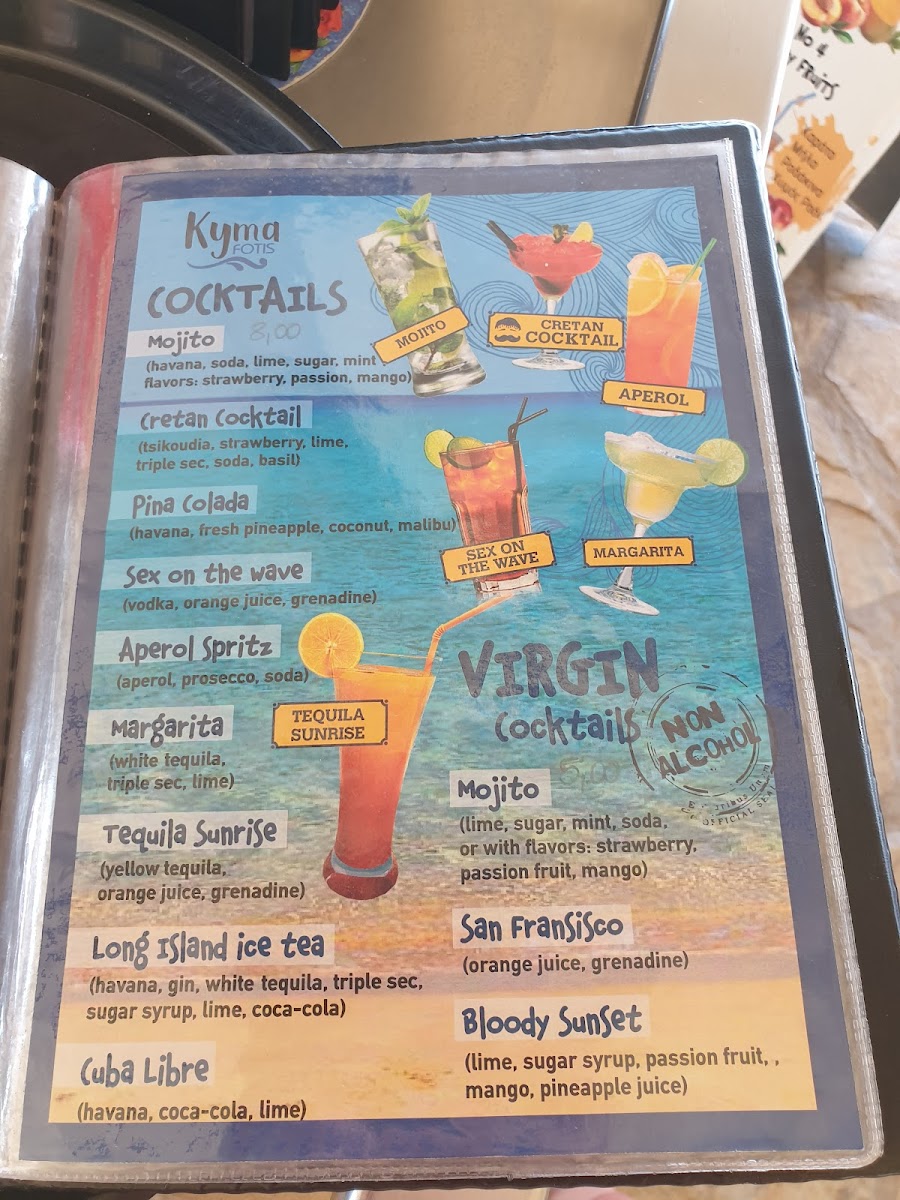 Kyma
FOTIS
COCKTAILS
8,00
Mojito
(havana, soda, lime, sugar, mint
flavors: strawberry, passion, mango)
Cretan Cocktail
(tsikoudia, strawberry, lime,
triple sec, soda, basil)
Pina Colada
(havana, fresh pineapple, coconut, malibu)
Sex on the wave
(vodka, orange juice, grenadine)
Aperol Spritz
(aperol, prosecco, soda)
Margarita
(white tequila,
triple sec, lime)
Tequila Sunrise
(yellow tequila,
orange juice, grenadine)
Long Island ice tea
(havana, gin, white tequila, triple sec,
sugar syrup, lime, coca-cola)
Cuba Libre
(havana, coca-cola, lime)
MOJITO
CRETAN
COCKTAIL
APEROL
SEX ON
THE WAVE
MARGARITA
TEQUILA
SUNRISE
VIRGIN
Cocktails
NON
ALCOHOL
OFFICIAL SEAL
Mojito
(lime, sugar, mint, soda,
or with flavors: strawberry,
passion fruit, mango)
San Fransisco
(orange juice, grenadine)
Bloody Sunset
(lime, sugar syrup, passion fruit, ,
mango, pineapple juice)
No 4
FRUITS